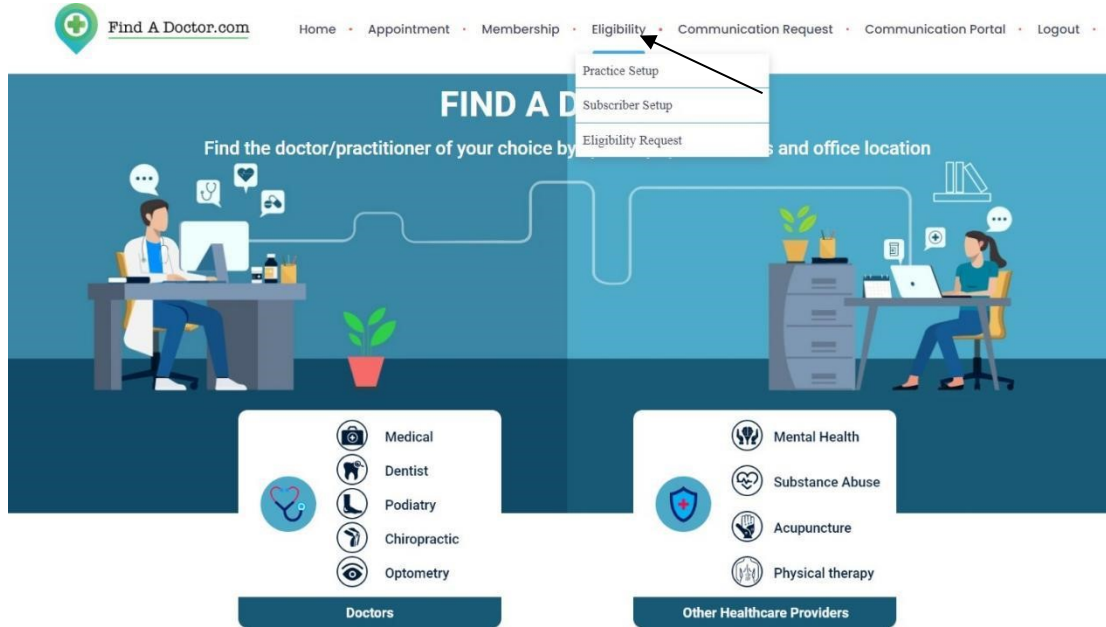 Find A Doctor.com
Home • Appointment • Membership • Eligibility • Communication Request • Communication Portal • Logout •
Practice Setup
Subscriber Setup
Eligibility Request
FIND A D
Find the doctor/practitioner of your choice by and office location
Medical
Dentist
Podiatry
Chiropractic
Optometry
Doctors
Mental Health
Substance Abuse
Acupuncture
Physical therapy
Other Healthcare Providers